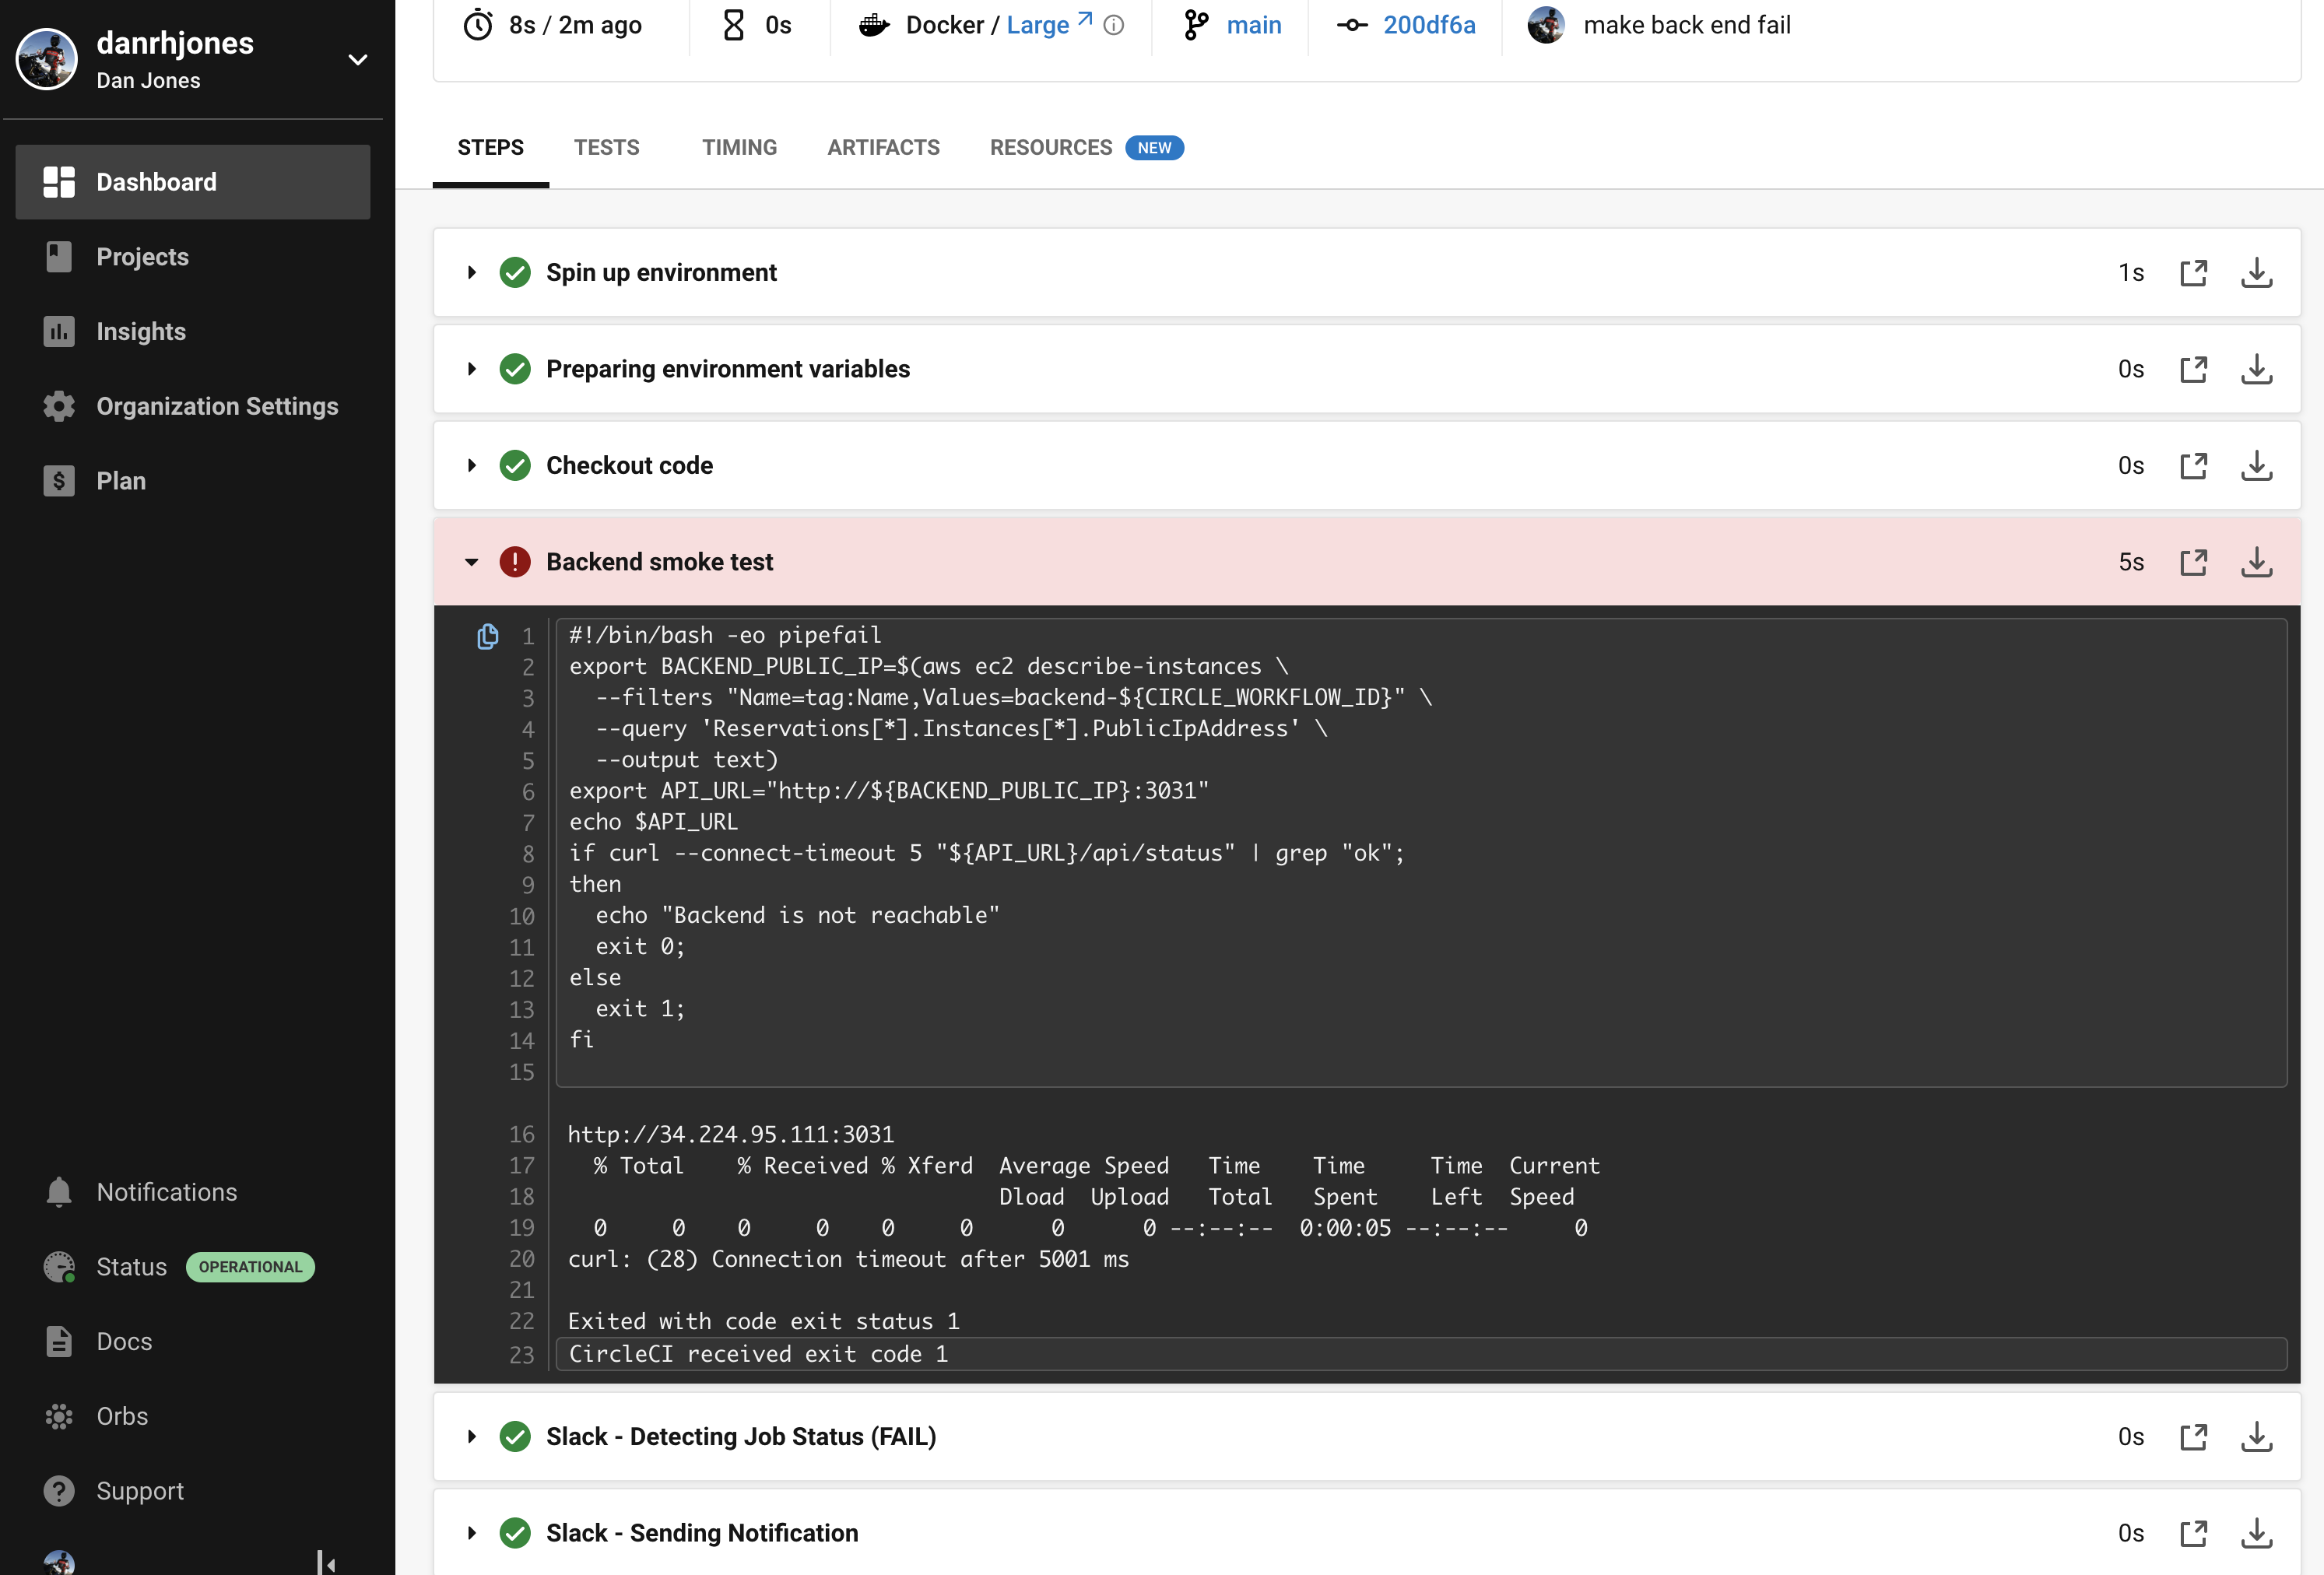 danrhjones
Dan Jones
Dashboard
Projects
Insights
Organization Settings
Plan
Notifications
Status OPERATIONAL
Docs
Orbs
Support
8s / 2m ago 0s Docker / Large main 200df6a make back end fail
STEPS TESTS TIMING ARTIFACTS RESOURCES NEW
Spin up environment 1s
Preparing environment variables 0s
Checkout code 0s
Backend smoke test 5s
1 #!/bin/bash -eo pipefail
2 export BACKEND_PUBLIC_IP=$(aws ec2 describe-instances \
3   --filters "Name=tag:Name,Values=backend-${CIRCLE_WORKFLOW_ID}" \
4   --query 'Reservations[*].Instances[*].PublicIpAddress' \
5   --output text)
6 export API_URL="http://${BACKEND_PUBLIC_IP}:3031"
7 echo $API_URL
8 if curl --connect-timeout 5 "${API_URL}/api/status" | grep "ok";
9 then
10   echo "Backend is not reachable"
11   exit 0;
12 else
13   exit 1;
14 fi
15
16 http://34.224.95.111:3031
17   % Total    % Received % Xferd  Average Speed   Time    Time     Time  Current
18                                  Dload  Upload   Total   Spent    Left  Speed
19   0     0    0     0    0     0      0      0 --:--:--  0:00:05 --:--:--     0
20 curl: (28) Connection timeout after 5001 ms
21
22 Exited with code exit status 1
23 CircleCI received exit code 1
Slack - Detecting Job Status (FAIL) 0s
Slack - Sending Notification 0s